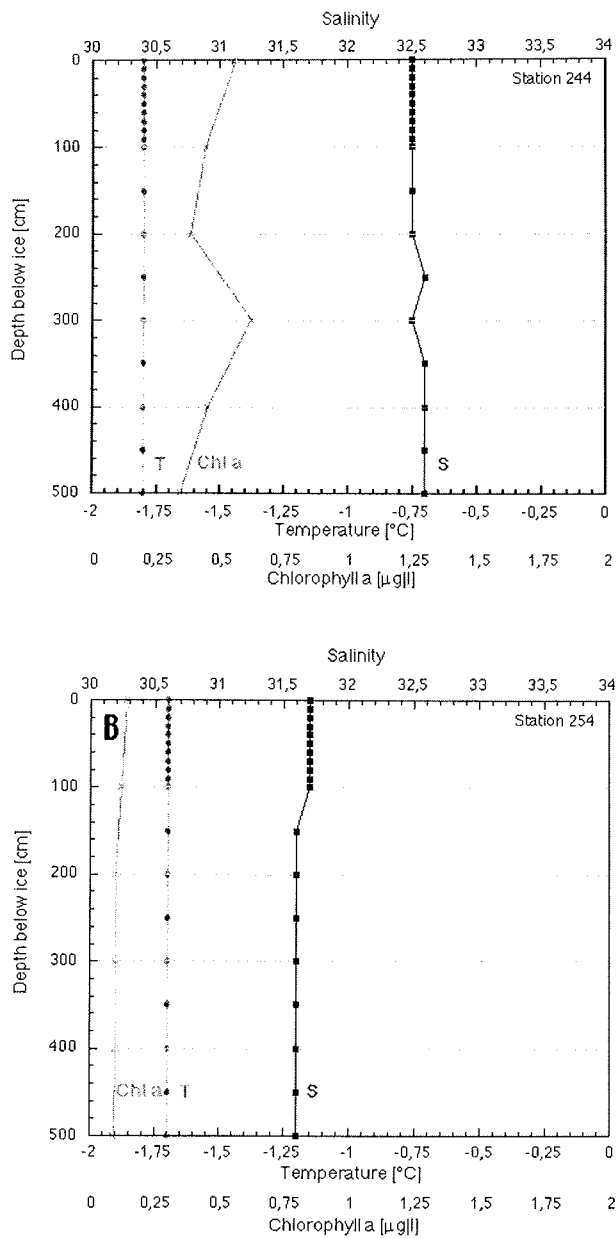 Salinity
30 30,5 31 31,5 32 32,5 33 33,5 34
0
Station 244
100
200
Depth below ice [cm]
300
400
T Chl a S
500
-2 -1,75 -1,5 -1,25 -1 -0,75 -0,5 -0,25 0
Temperature [°C]
0 0,25 0,5 0,75 1 1,25 1,5 1,75 2
Chlorophyll a [µg|l]
Salinity
30 30,5 31 31,5 32 32,5 33 33,5 34
0
B Station 254
100
200
Depth below ice [cm]
300
400
Chl a T S
500
-2 -1,75 -1,5 -1,25 -1 -0,75 -0,5 -0,25 0
Temperature [°C]
0 0,25 0,5 0,75 1 1,25 1,5 1,75 2
Chlorophyll a [µg|l]